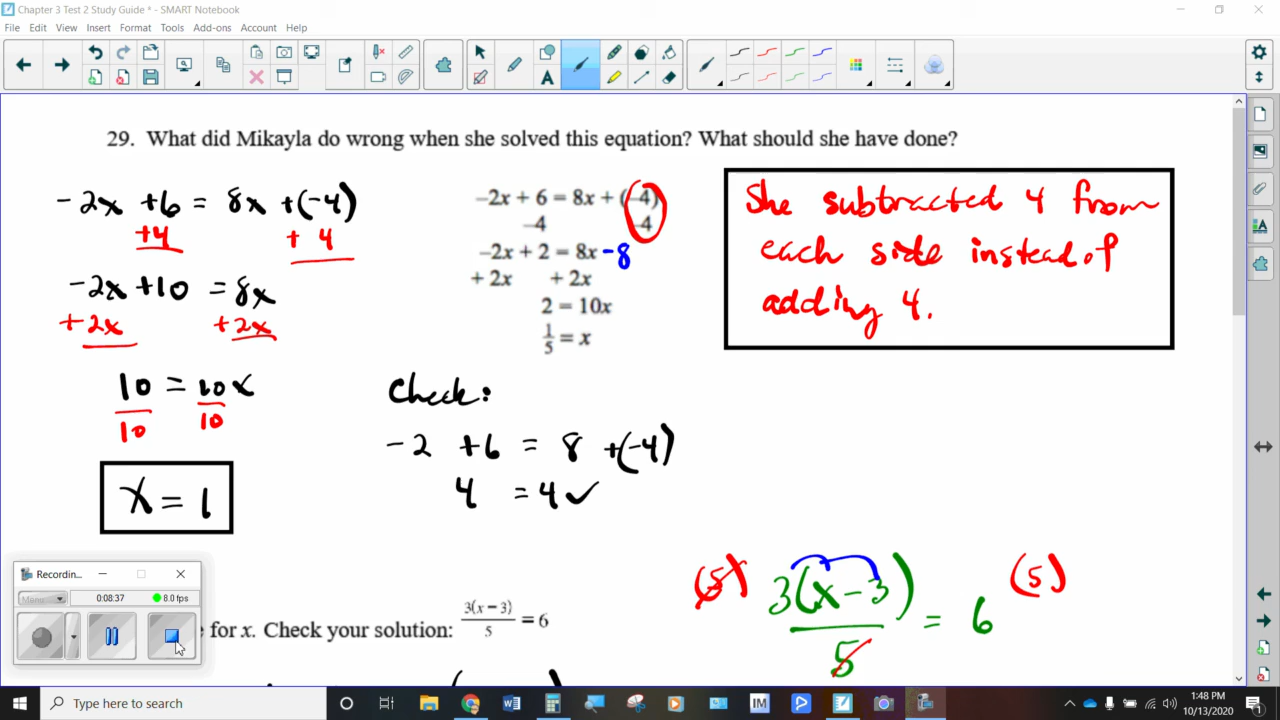 Chapter 3 Test 2 Study Guide * - SMART Notebook
File Edit View Insert Format Tools Add-ons Account Help
29. What did Mikayla do wrong when she solved this equation? What should she have done?
-2x + 6 = 8x + (-4)
+4 + 4
-2x + 10 = 8x
+2x +2x
10 = 10x
10 10
x = 1
-2x + 6 = 8x + (-4)
-4 -4
-2x + 2 = 8x - 8
+ 2x + 2x
2 = 10x
1/5 = x
She subtracted 4 from
each side instead of
adding 4.
Check:
-2 + 6 = 8 + (-4)
4 = 4 ✓
Recordin...
Menu
0:08:37 8.0 fps
for x. Check your solution: 3(x – 3)/5 = 6
(5) 3(x - 3)/5 = 6 (5)
Type here to search
1:48 PM
10/13/2020